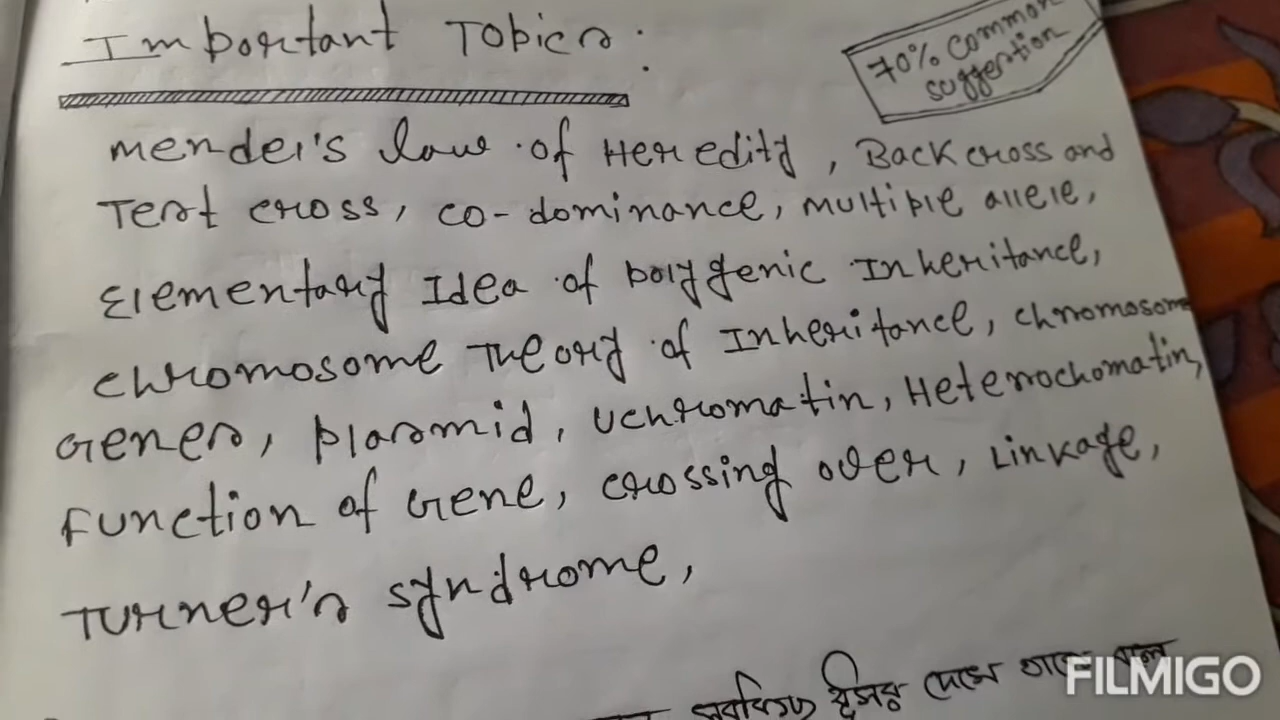 Important Topics :
70% common
suggestion
Mendel's law of Heredity, Back cross and
Test cross, co-dominance, multiple allele,
Elementary Idea of polygenic Inheritance,
chromosome Theory of Inheritance, chromosome
Genes, plasmid, Uchromatin, Heterochomatin,
Function of Gene, crossing over, Linkage,
Turner's syndrome,
FILMIGO